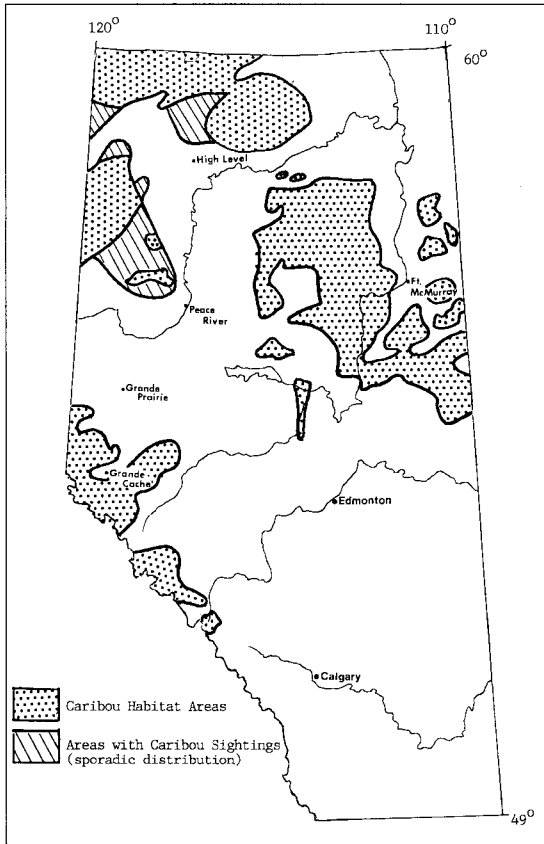 120°
110°
60°
High Level
Ft.
McMurray
Peace
River
Grande
Prairie
Grande
Cache
Edmonton
Calgary
Caribou Habitat Areas
Areas with Caribou Sightings
(sporadic distribution)
49°